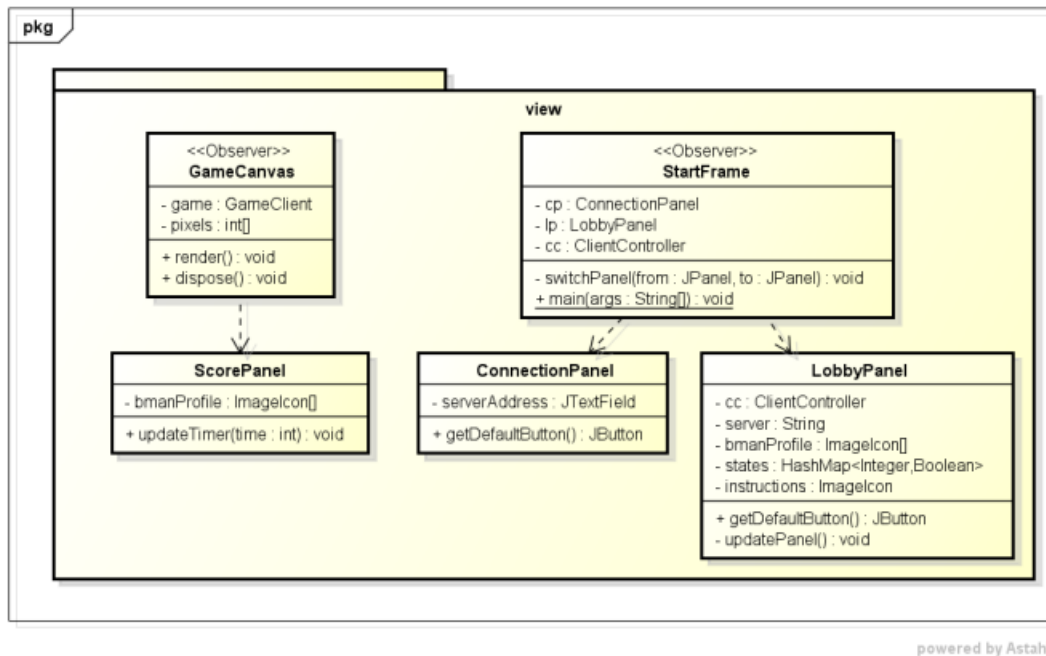 pkg
view
<<Observer>>
GameCanvas
- game : GameClient
- pixels : int[]
+ render() : void
+ dispose() : void
<<Observer>>
StartFrame
- cp : ConnectionPanel
- lp : LobbyPanel
- cc : ClientController
- switchPanel(from : JPanel, to : JPanel) : void
+ main(args : String[]) : void
ScorePanel
- bmanProfile : ImageIcon[]
+ updateTimer(time : int) : void
ConnectionPanel
- serverAddress : JTextField
+ getDefaultButton() : JButton
LobbyPanel
- cc : ClientController
- server : String
- bmanProfile : ImageIcon[]
- states : HashMap<Integer,Boolean>
- instructions : ImageIcon
+ getDefaultButton() : JButton
- updatePanel() : void
powered by Astah